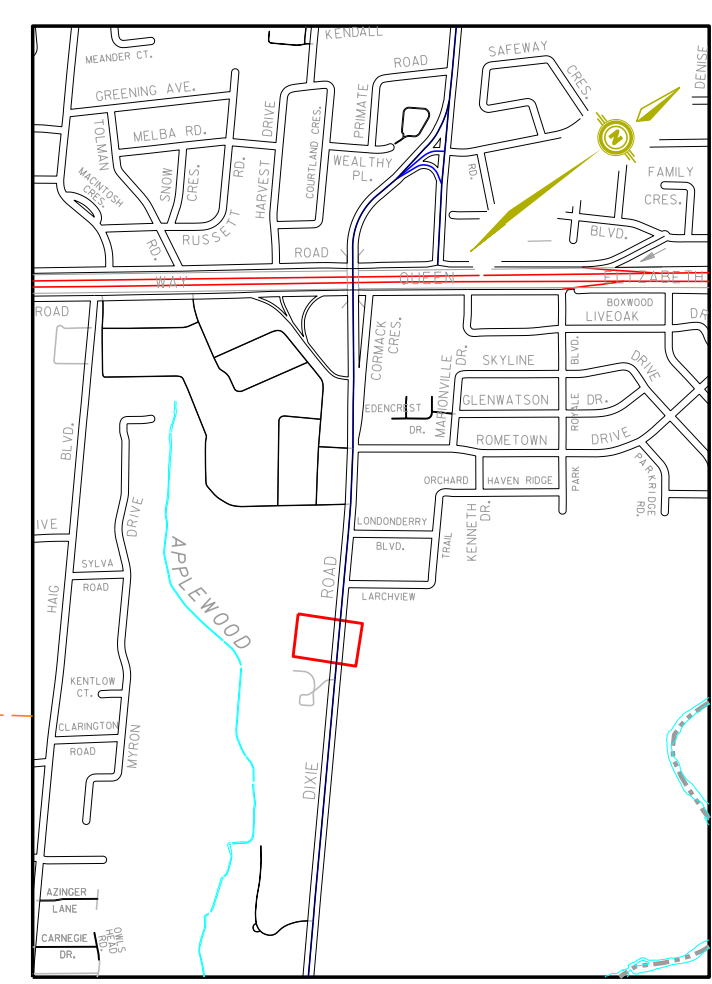 KENDALL
MEANDER CT.
ROAD
SAFEWAY
CRES.
DENISE
GREENING AVE.
PRIMATE
DRIVE
COURTLAND CRES.
TOLMAN
MELBA RD.
N
WEALTHY
PL.
RD.
HARVEST
RD.
SNOW
CRES.
MACINTOSH
CRES.
FAMILY
CRES.
RUSSETT
RD.
BLVD.
ROAD
WAY
QUEEN
ELIZABETH
ROAD
BOXWOOD
LIVEOAK
DR
CORMACK
CRES.
MARIONVILLE
DR.
SKYLINE
BLVD.
DRIVE
GLENWATSON
DR.
ROYALE
EDENCREST
DR.
ROMETOWN
DRIVE
BLVD.
ORCHARD
HAVEN RIDGE
PARK
PARKRIDGE
RD.
DRIVE
IVE
LONDONDERRY
BLVD.
TRAIL
KENNETH
DR.
APPLEWOOD
ROAD
SYLVA
ROAD
HAIG
LARCHVIEW
KENTLOW
CT.
CLARINGTON
ROAD
MYRON
DIXIE
AZINGER
LANE
CARNEGIE
DR.
OWLS
HEAD
RD.